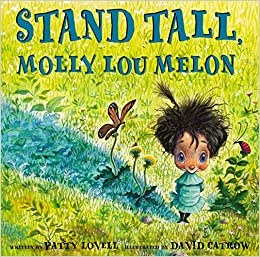 STAND TALL,
MOLLY LOU MELON
WRITTEN BY PATTY LOVELL ILLUSTRATED BY DAVID CATROW